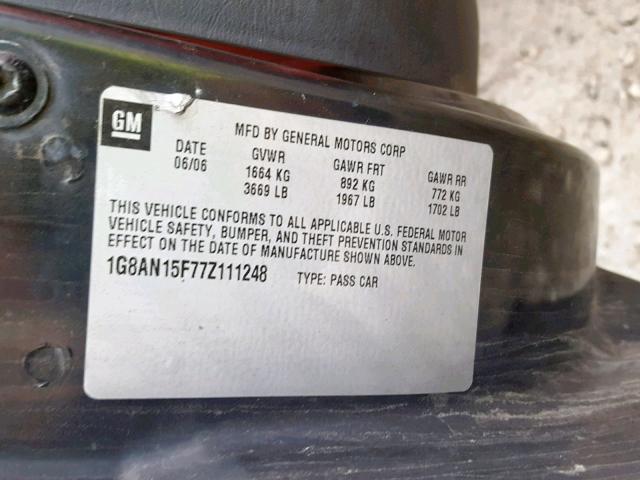 GM
MFD BY GENERAL MOTORS CORP
DATE GVWR GAWR FRT GAWR RR
06/06 1664 KG 892 KG 772 KG
3669 LB 1967 LB 1702 LB
THIS VEHICLE CONFORMS TO ALL APPLICABLE U.S. FEDERAL MOTOR
VEHICLE SAFETY, BUMPER, AND THEFT PREVENTION STANDARDS IN
EFFECT ON THE DATE OF MANUFACTURE SHOWN ABOVE.
1G8AN15F77Z111248 TYPE: PASS CAR